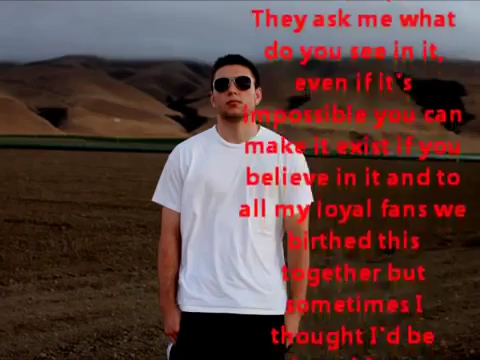 They ask me what
do you see in it,
even if it's
impossible you can
make it exist if you
believe in it and to
all my loyal fans we
birthed this
together but
sometimes I
thought I'd be